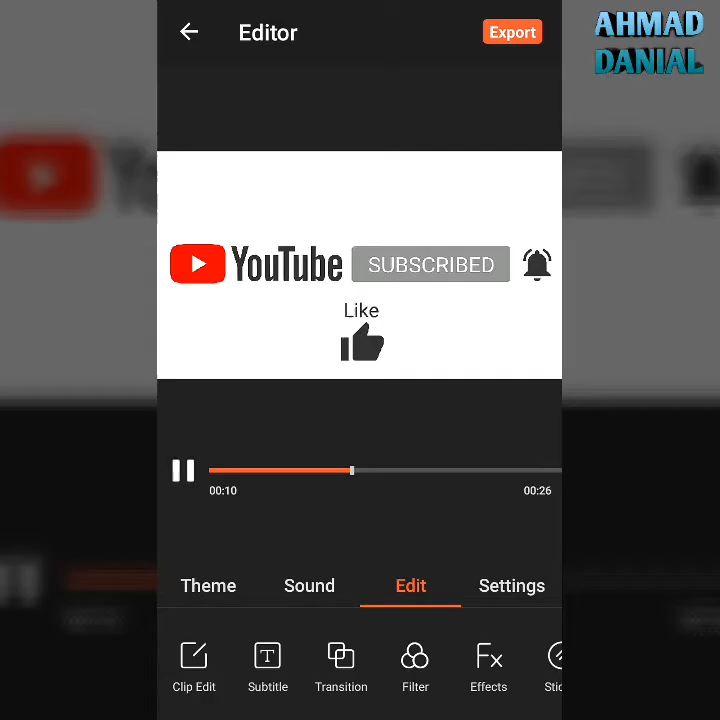 Editor
Export
AHMAD
DANIAL
YouTube SUBSCRIBED
Like
00:10
00:26
Theme Sound Edit Settings
Clip Edit Subtitle Transition Filter Effects Stic